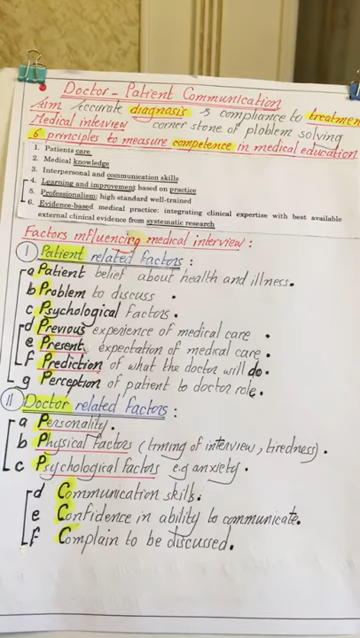 Doctor - Patient Communication
Aim Accurate diagnosis & compliance to treatmen
Medical interview corner stone of ploblem solving
6 principles to measure competence in medical education
1. Patients care
2. Medical knowledge
3. Interpersonal and communication skills
4. Learning and improvement based on practice
5. Professionalism: high standard well-trained
6. Evidence-based medical practice: integrating clinical expertise with best available
external clinical evidence from systematic research
Factors mfluencing medical interview :
I Patient related factors :
a Patient belief about health and illness.
b Problem to discuss .
c Psychological Factors .
d Previous experience of medical care .
e Present expectation of medical care .
f Prediction of what the doctor will do.
g Perception of patient to doctor role.
II Doctor related factors :
a Personality.
b Physical factors (tming of interview, tiredness) .
c Psychological factors e.g anxiety .
d Communication skills.
e Confidence in ability to communicate.
f Complain to be discussed.